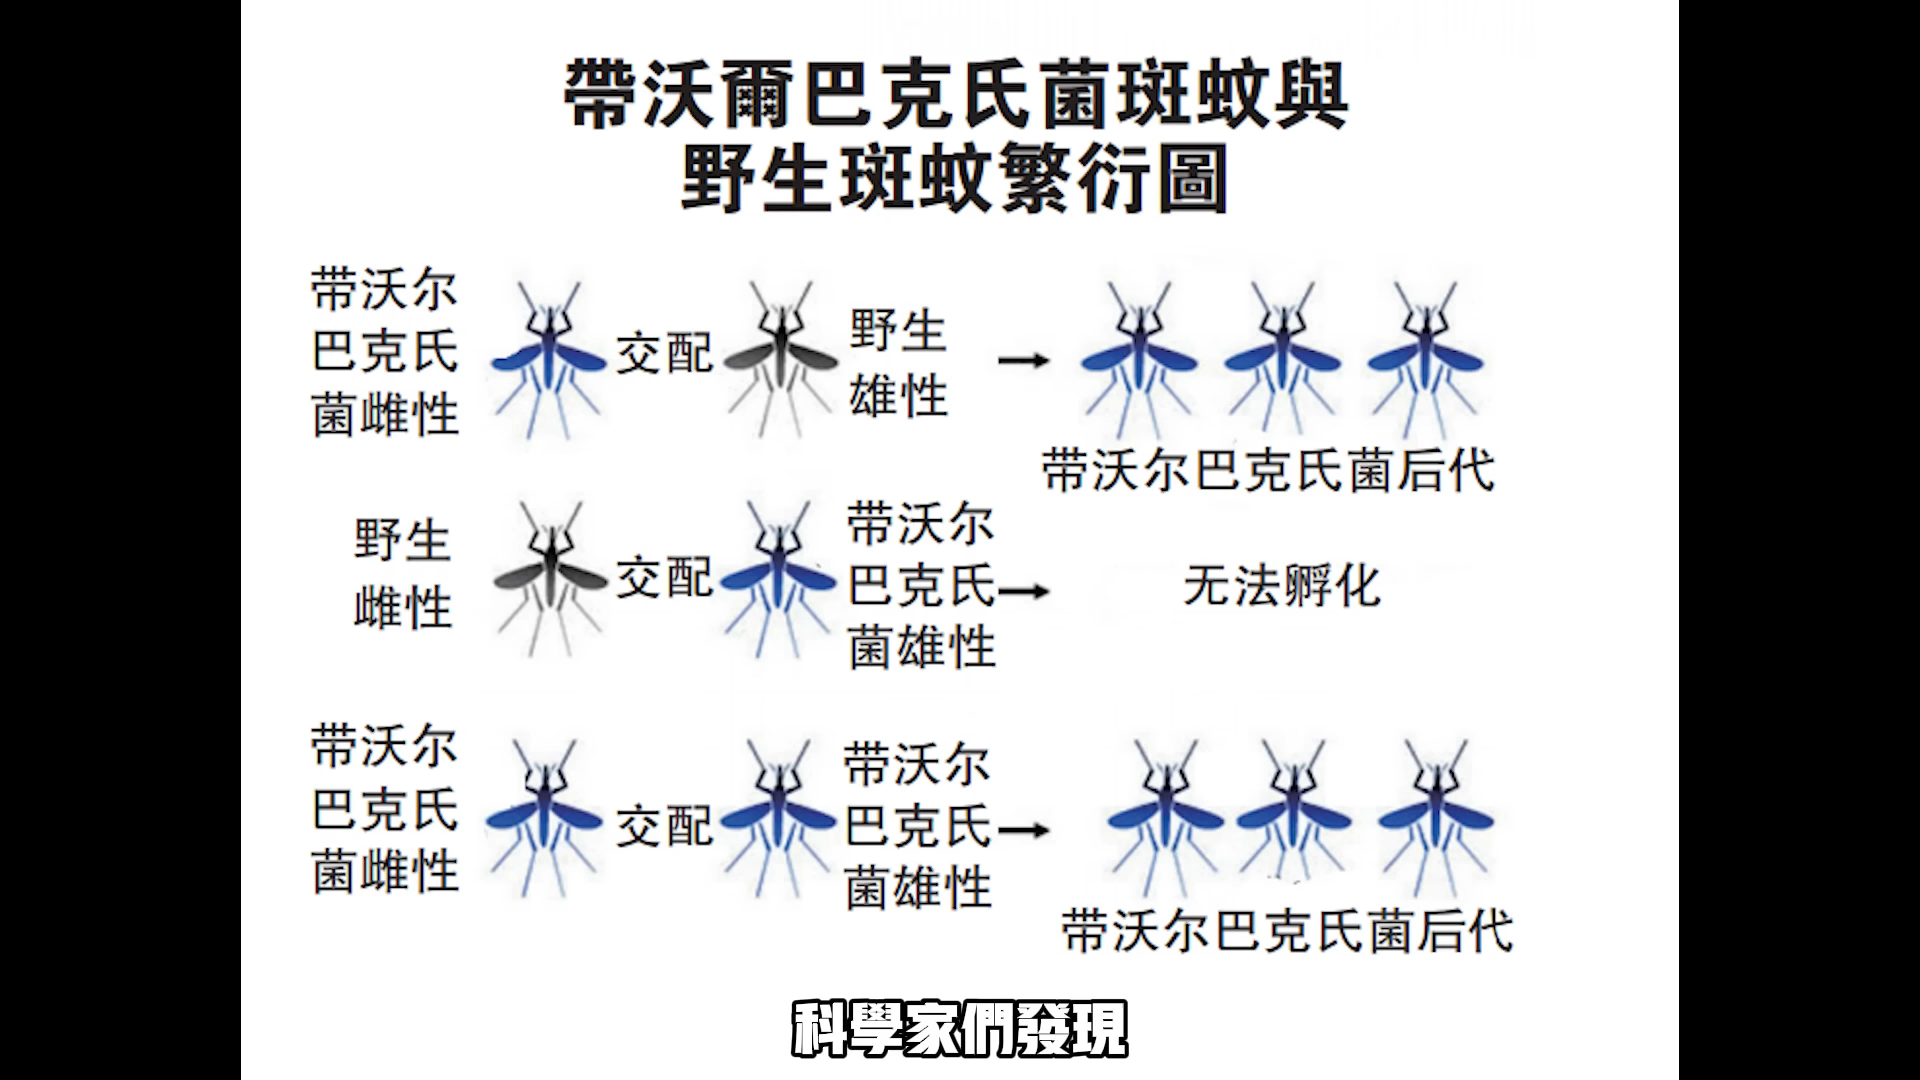 帶沃爾巴克氏菌斑蚊與
野生斑蚊繁衍圖
带沃尔
巴克氏
菌雌性
交配
野生
雄性
带沃尔巴克氏菌后代
野生
雌性
交配
带沃尔
巴克氏
菌雄性
无法孵化
带沃尔
巴克氏
菌雌性
交配
带沃尔
巴克氏
菌雄性
带沃尔巴克氏菌后代
科學家們發現